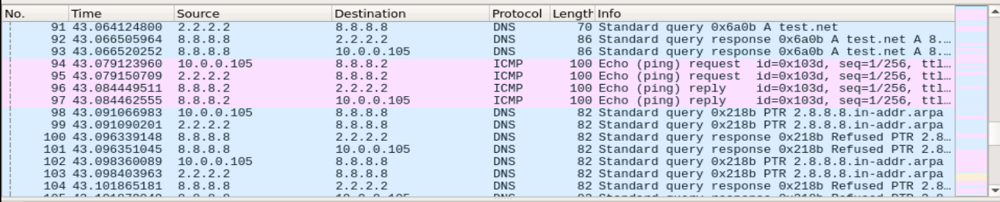 No. Time Source Destination Protocol Length Info
91 43.064124800 2.2.2.2 8.8.8.8 DNS 70 Standard query 0x6a0b A test.net
92 43.066505964 8.8.8.8 2.2.2.2 DNS 86 Standard query response 0x6a0b A test.net A 8.…
93 43.066520252 8.8.8.8 10.0.0.105 DNS 86 Standard query response 0x6a0b A test.net A 8.…
94 43.079123960 10.0.0.105 8.8.8.2 ICMP 100 Echo (ping) request id=0x103d, seq=1/256, ttl…
95 43.079150709 2.2.2.2 8.8.8.2 ICMP 100 Echo (ping) request id=0x103d, seq=1/256, ttl…
96 43.084449511 8.8.8.2 2.2.2.2 ICMP 100 Echo (ping) reply id=0x103d, seq=1/256, ttl…
97 43.084462555 8.8.8.2 10.0.0.105 ICMP 100 Echo (ping) reply id=0x103d, seq=1/256, ttl…
98 43.091066983 10.0.0.105 8.8.8.8 DNS 82 Standard query 0x218b PTR 2.8.8.8.in-addr.arpa
99 43.091090201 2.2.2.2 8.8.8.8 DNS 82 Standard query 0x218b PTR 2.8.8.8.in-addr.arpa
100 43.096339148 8.8.8.8 2.2.2.2 DNS 82 Standard query response 0x218b Refused PTR 2.8…
101 43.096351045 8.8.8.8 10.0.0.105 DNS 82 Standard query response 0x218b Refused PTR 2.8…
102 43.098360089 10.0.0.105 8.8.8.8 DNS 82 Standard query 0x218b PTR 2.8.8.8.in-addr.arpa
103 43.098403963 2.2.2.2 8.8.8.8 DNS 82 Standard query 0x218b PTR 2.8.8.8.in-addr.arpa
104 43.101865181 8.8.8.8 2.2.2.2 DNS 82 Standard query response 0x218b Refused PTR 2.8…